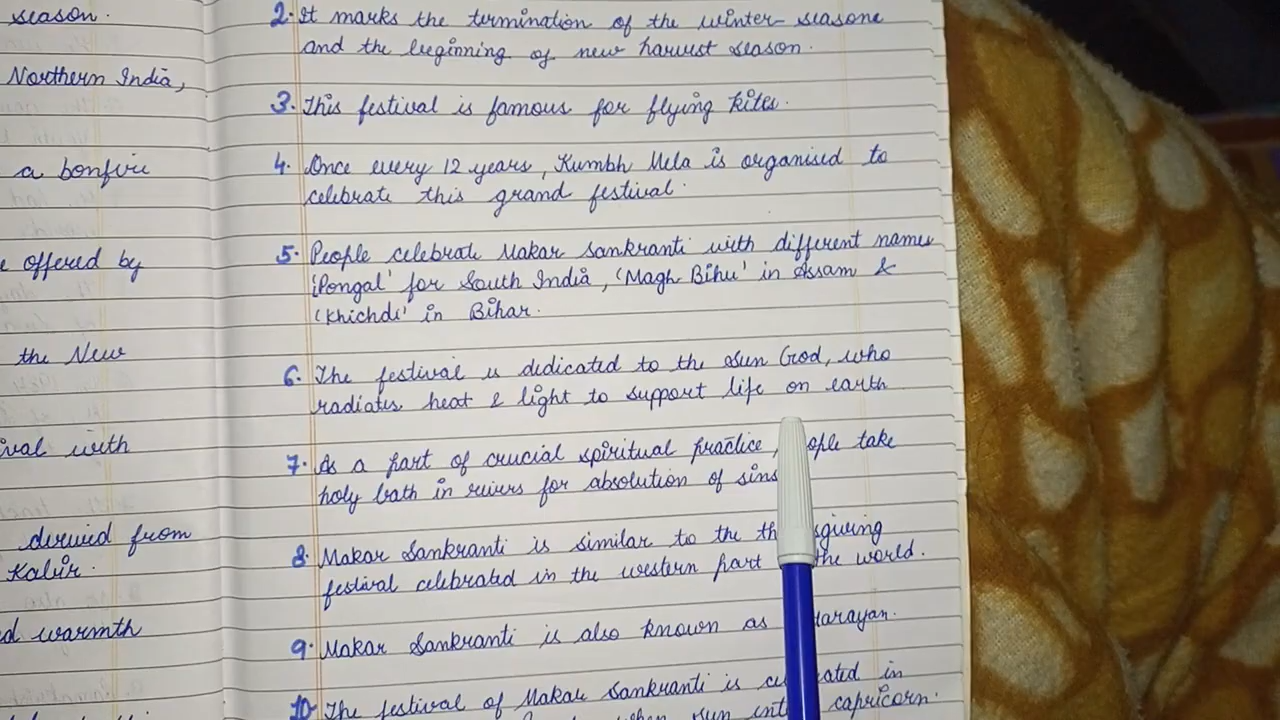 season.
Northern India,
a bonfire
offered by
the New
with
derived from
Kabir.
warmth
2. It marks the termination of the winter seasone
and the beginning of new harvest season.
3. This festival is famous for flying kites.
4. Once every 12 years, Kumbh Mela is organised to
celebrate this grand festival.
5. People celebrate Makar Sankranti with different names
'Pongal' for South India, 'Magh Bihu' in Assam &
'Khichdi' in Bihar.
6. The festival is dedicated to the Sun God, who
radiates heat & light to support life on earth
7. As a part of crucial spiritual practice, take
holy bath in rivers for absolution of sins
8. Makar Sankranti is similar to the
festival celebrated in the western part the world.
9. Makar Sankranti is also known as
10. The festival of Makar Sankranti is in
sun capricorn.